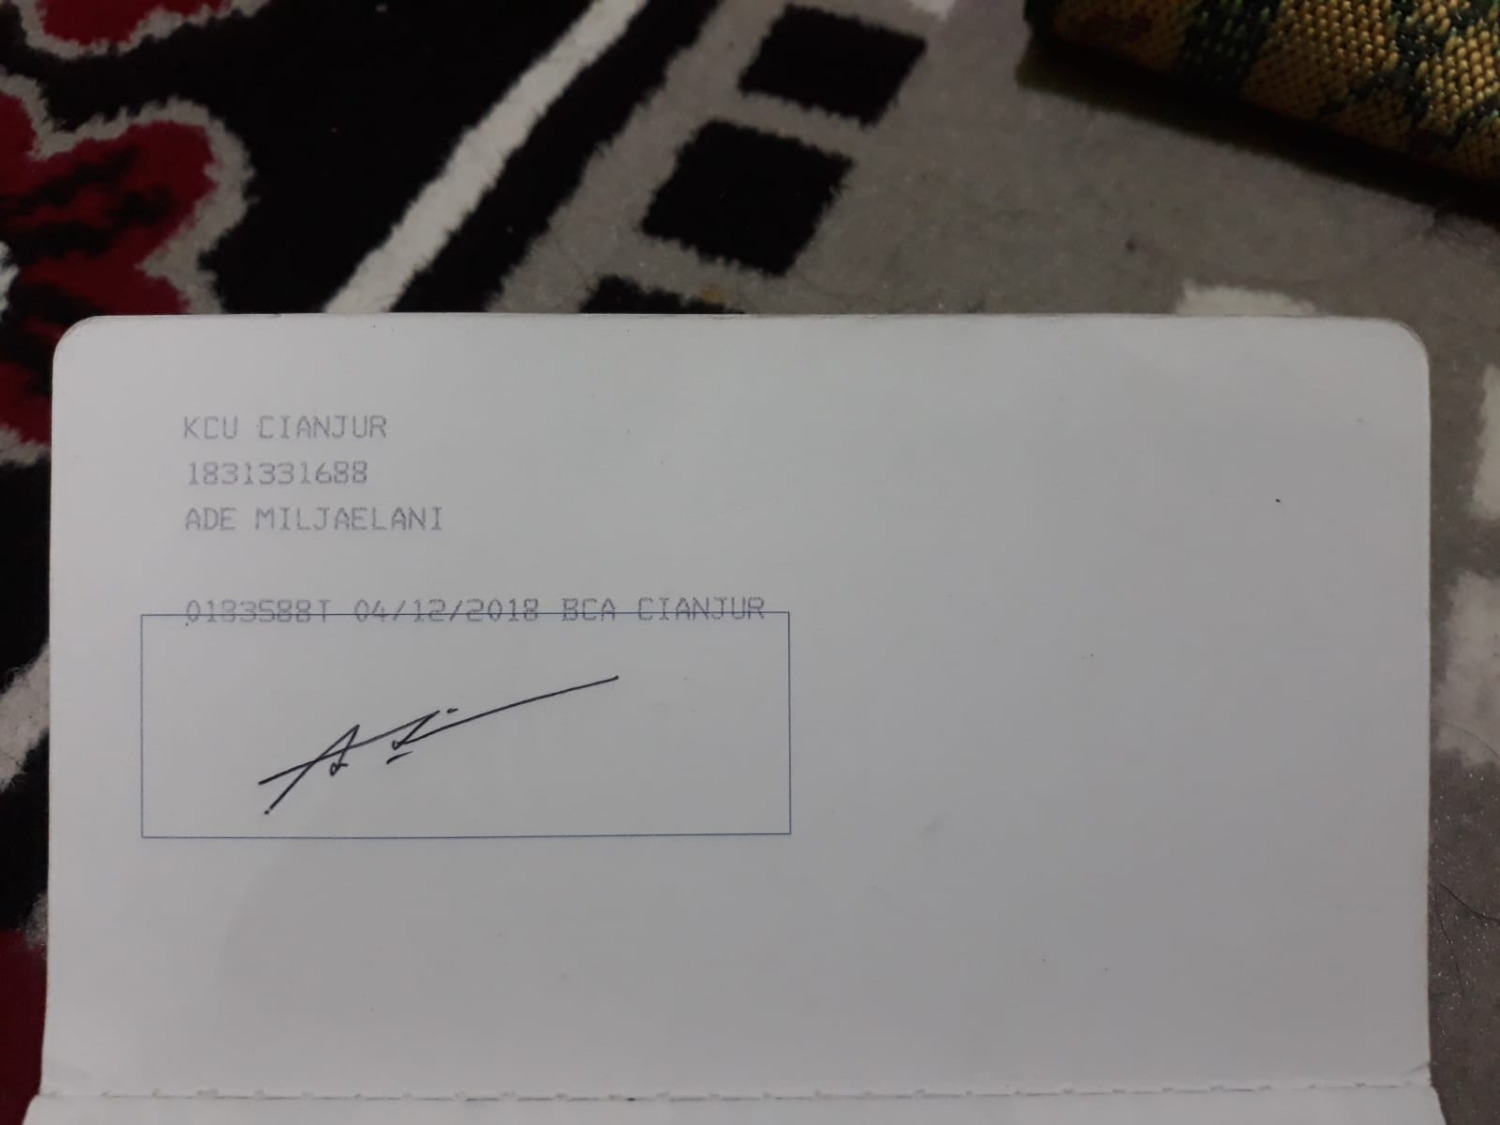 KCU CIANJUR
1831331688
ADE MILJAELANI
0183588T 04/12/2018 BCA CIANJUR